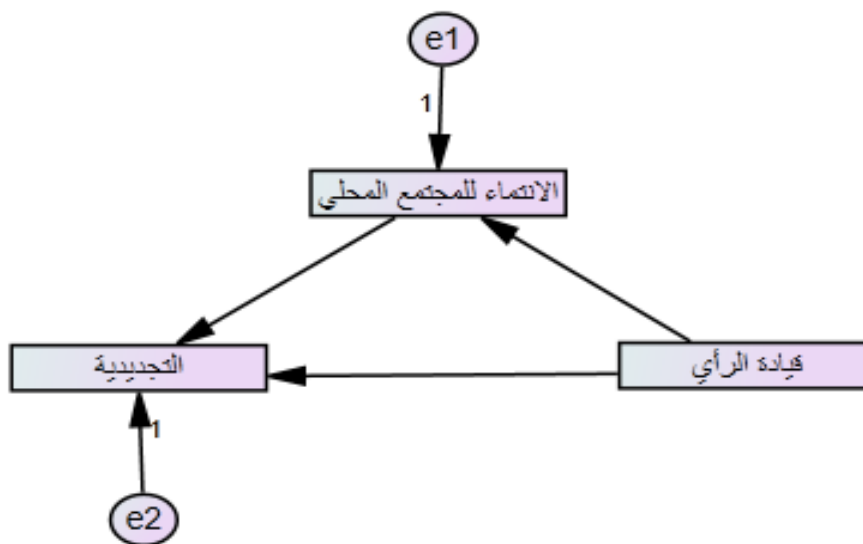 e1
1
الانتماء للمجتمع المحلي
قيادة الرأي
التجديدية
1
e2